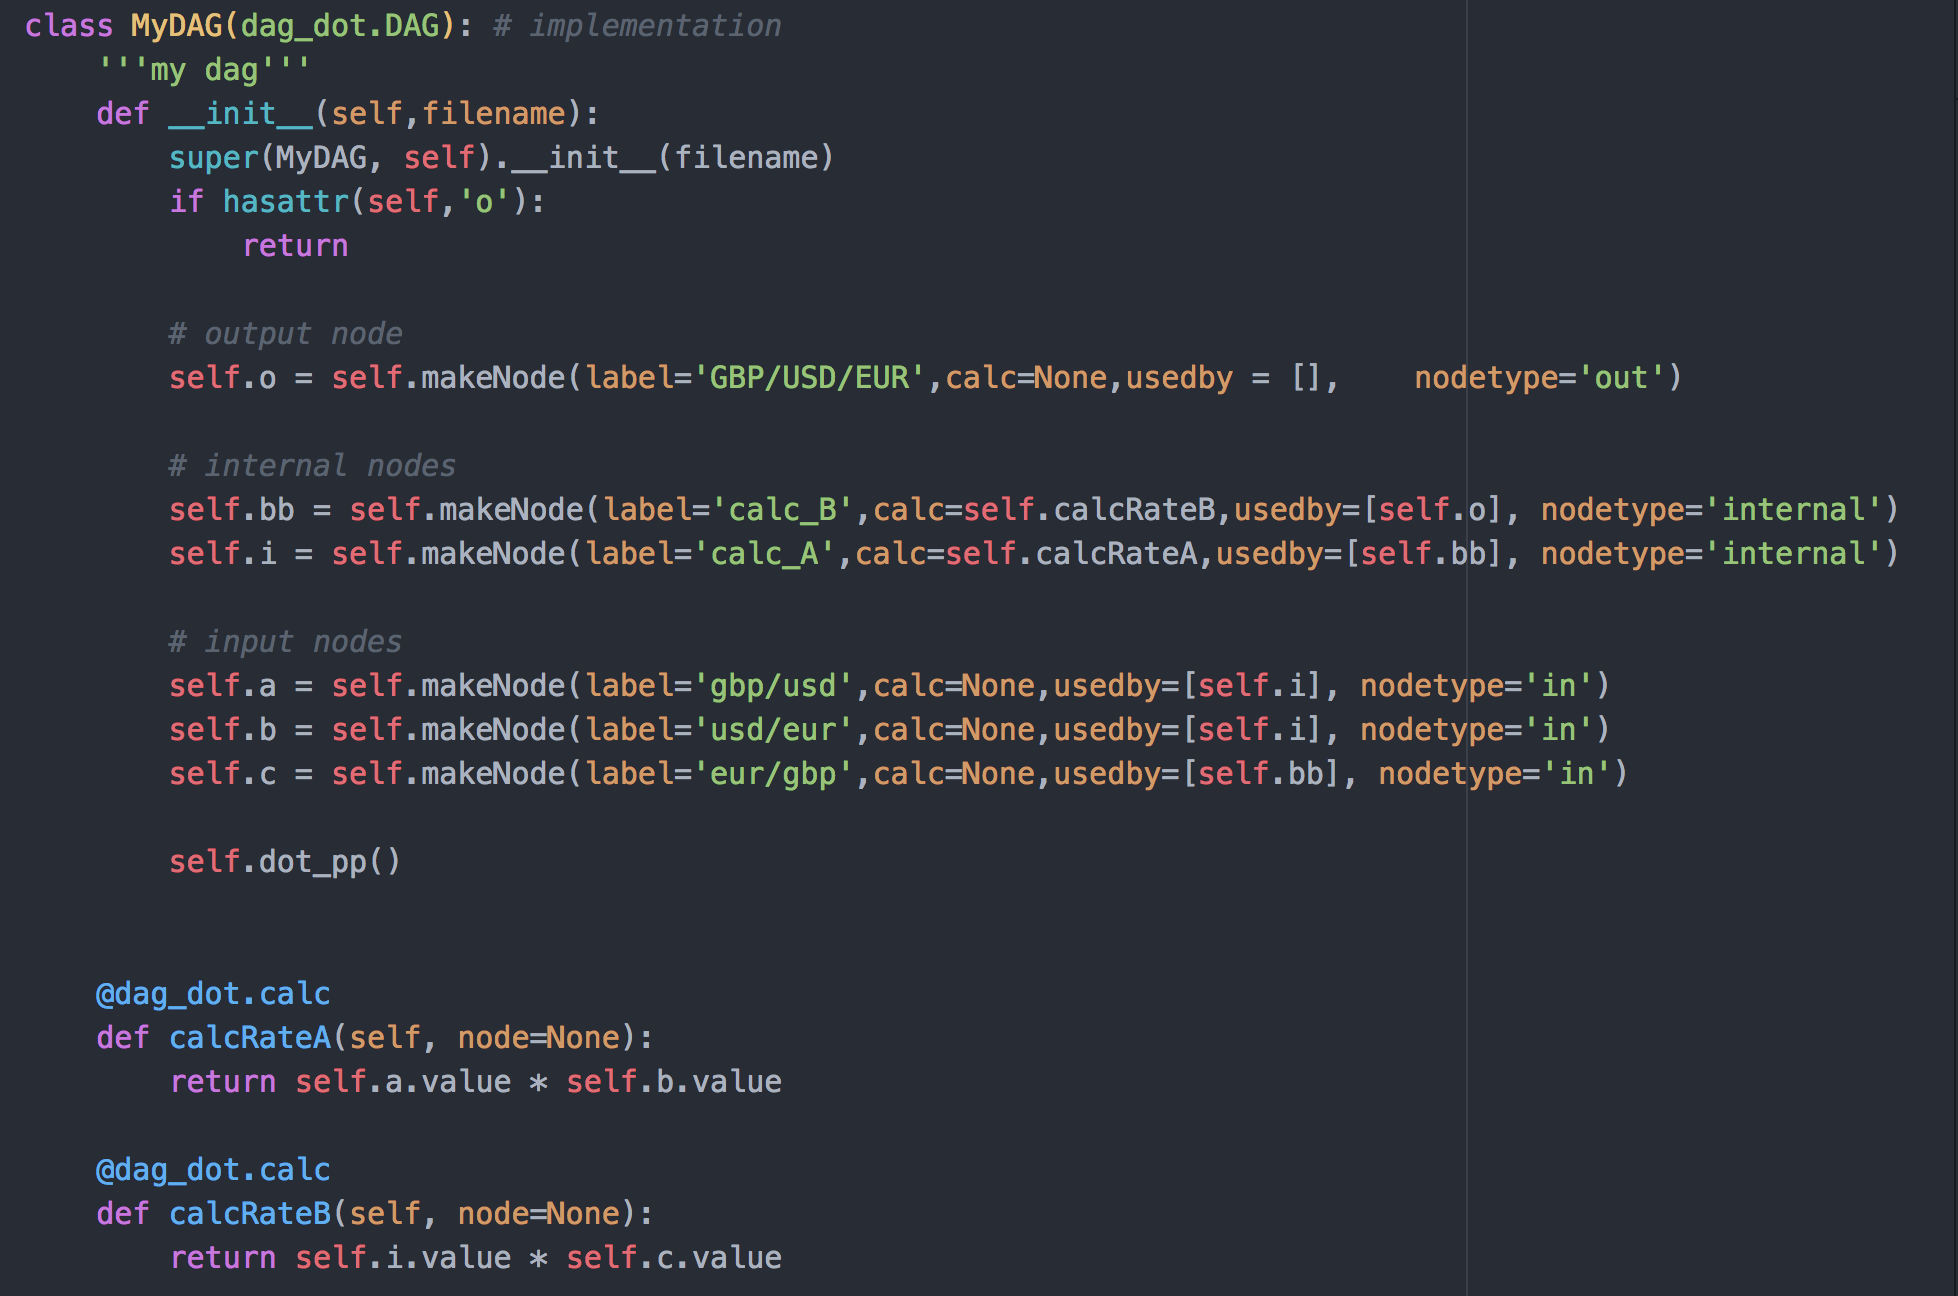 class MyDAG(dag_dot.DAG): # implementation
    '''my dag'''
    def __init__(self,filename):
        super(MyDAG, self).__init__(filename)
        if hasattr(self,'o'):
            return

        # output node
        self.o = self.makeNode(label='GBP/USD/EUR',calc=None,usedby = [],    nodetype='out')

        # internal nodes
        self.bb = self.makeNode(label='calc_B',calc=self.calcRateB,usedby=[self.o], nodetype='internal')
        self.i = self.makeNode(label='calc_A',calc=self.calcRateA,usedby=[self.bb], nodetype='internal')

        # input nodes
        self.a = self.makeNode(label='gbp/usd',calc=None,usedby=[self.i], nodetype='in')
        self.b = self.makeNode(label='usd/eur',calc=None,usedby=[self.i], nodetype='in')
        self.c = self.makeNode(label='eur/gbp',calc=None,usedby=[self.bb], nodetype='in')

        self.dot_pp()


    @dag_dot.calc
    def calcRateA(self, node=None):
        return self.a.value * self.b.value

    @dag_dot.calc
    def calcRateB(self, node=None):
        return self.i.value * self.c.value